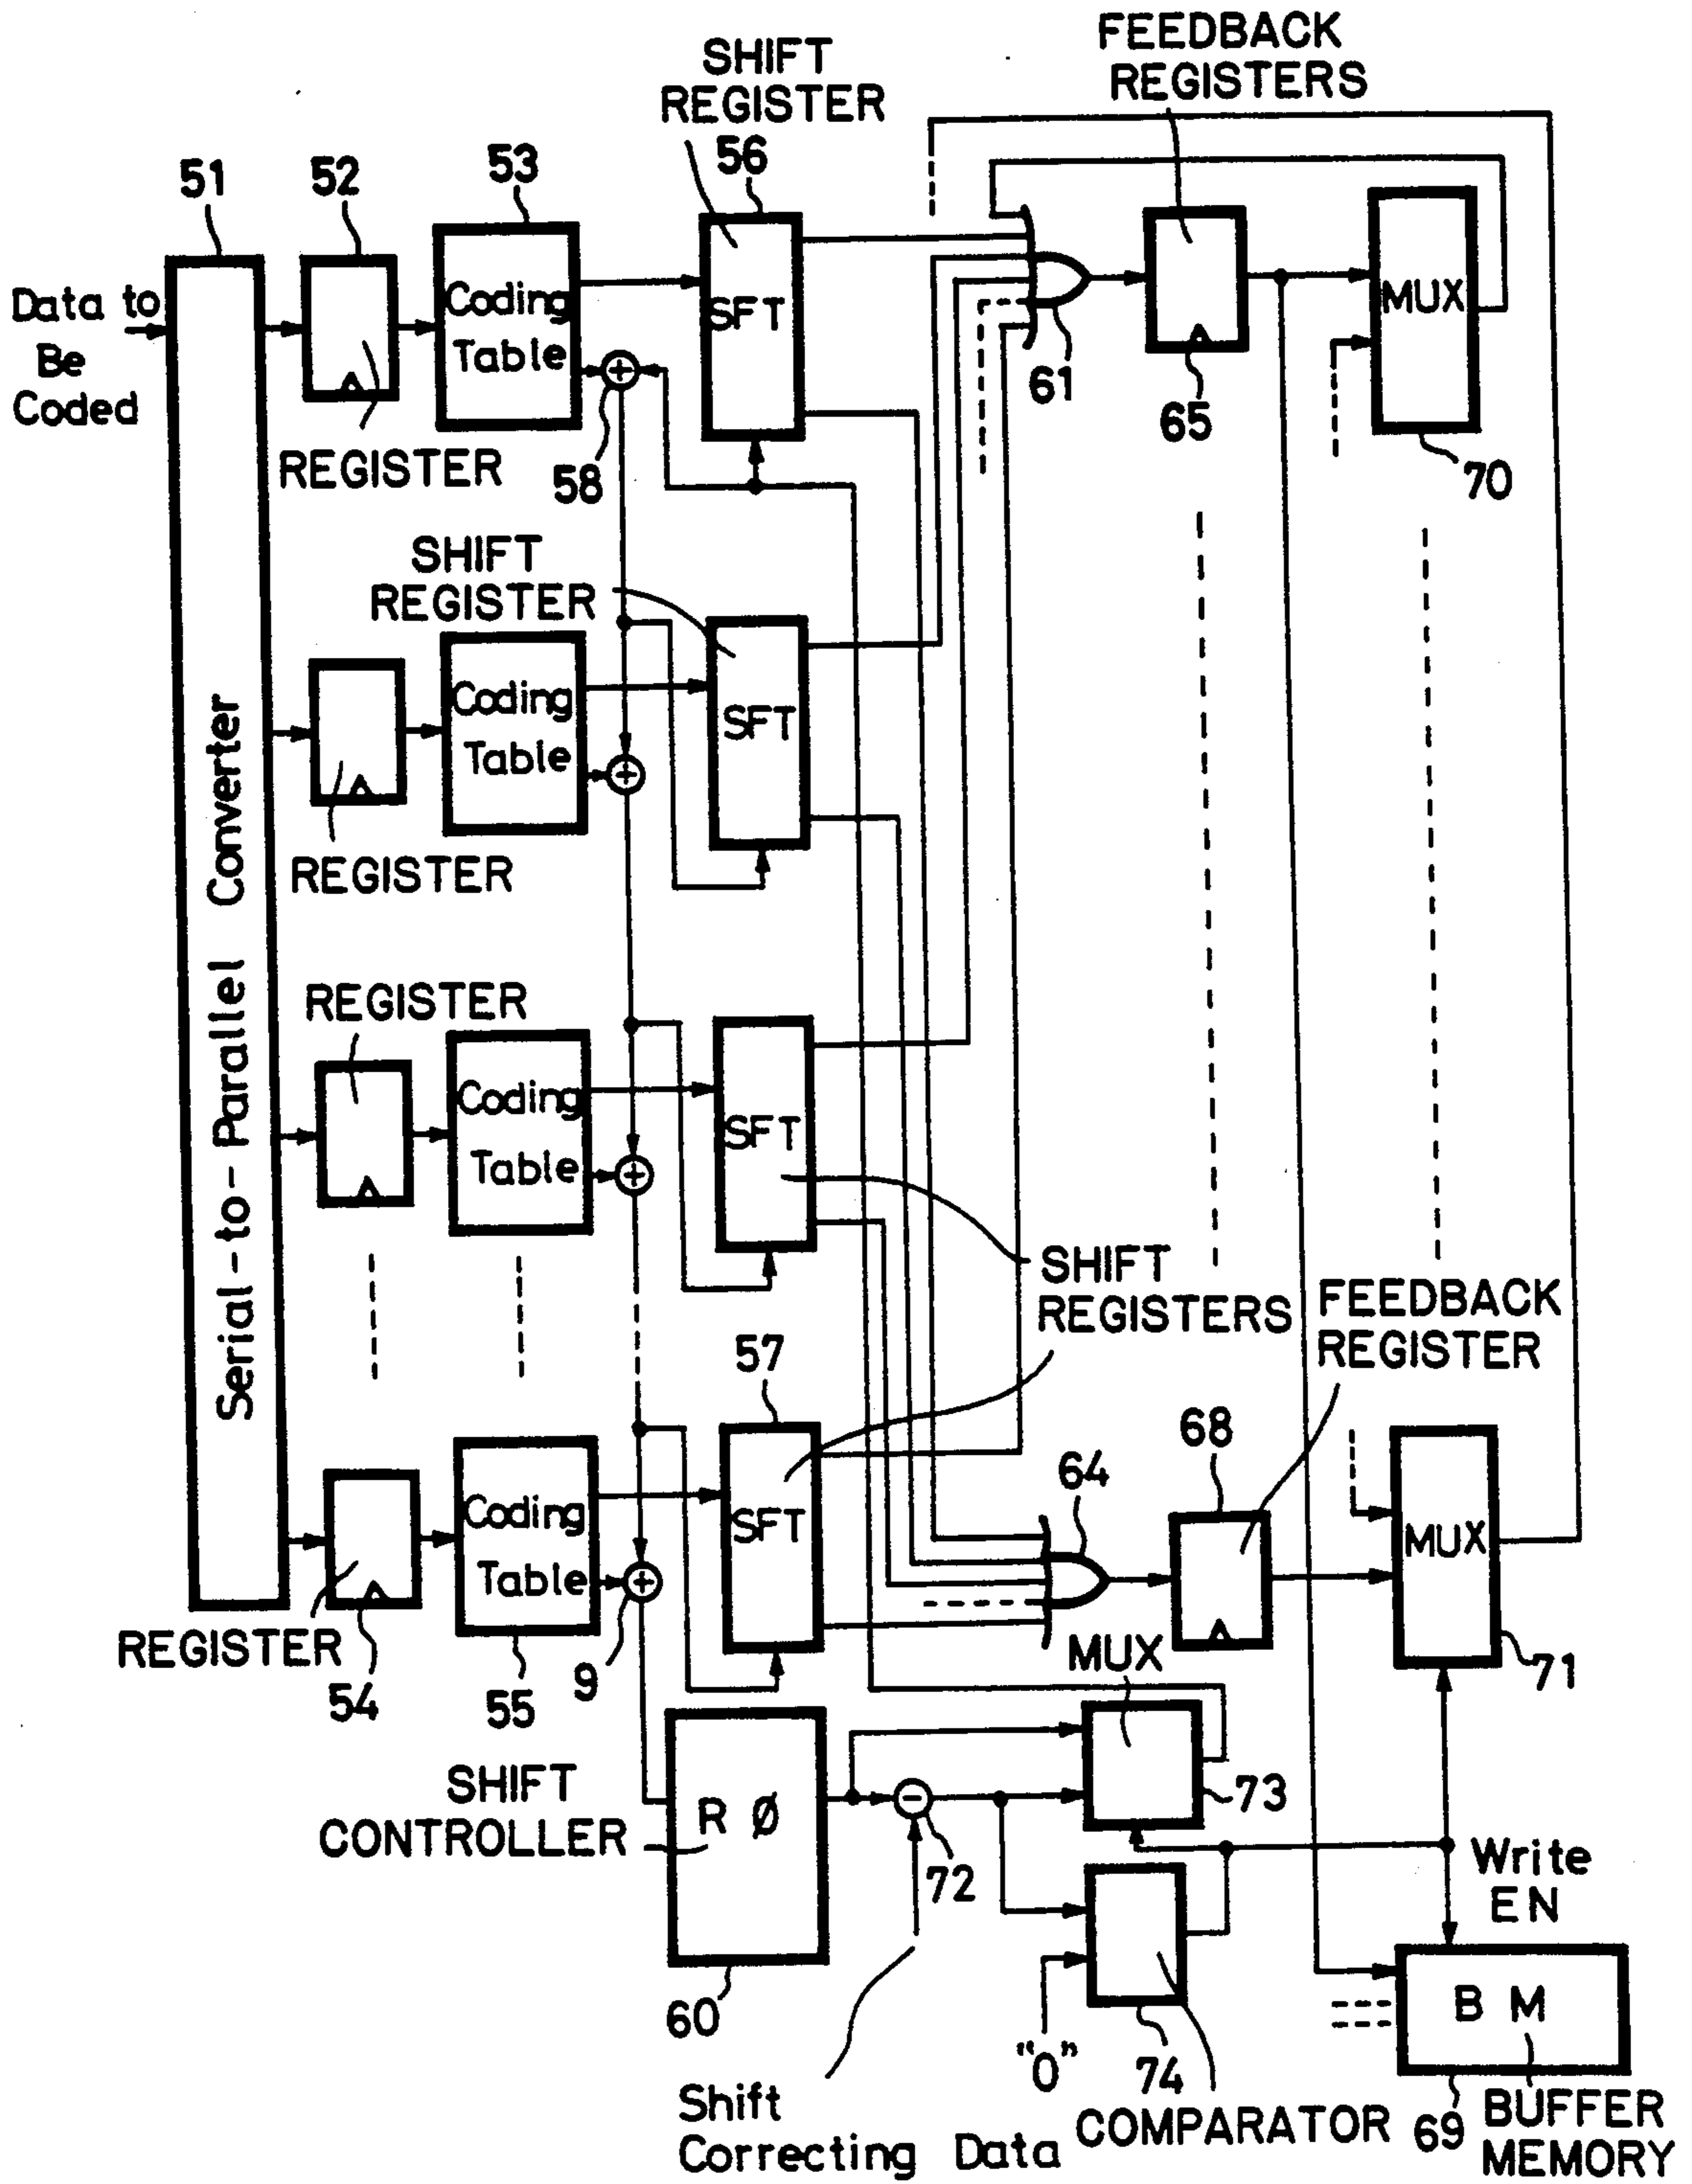 FEEDBACK
REGISTERS
SHIFT
REGISTER
51
52
53
56
Data to
Be
Coded
Coding
Table
SFT
MUX
REGISTER
58
61
65
70
SHIFT
REGISTER
Serial-to-Parallel Converter
Coding
Table
SFT
REGISTER
REGISTER
Coding
Table
SFT
SHIFT
REGISTERS
FEEDBACK
REGISTER
57
68
64
Coding
Table
SFT
MUX
REGISTER
54
55
9
MUX
71
SHIFT
CONTROLLER
R Ø
73
72
Write
EN
60
"0"
74
B M
69
BUFFER
MEMORY
COMPARATOR
Shift
Correcting Data